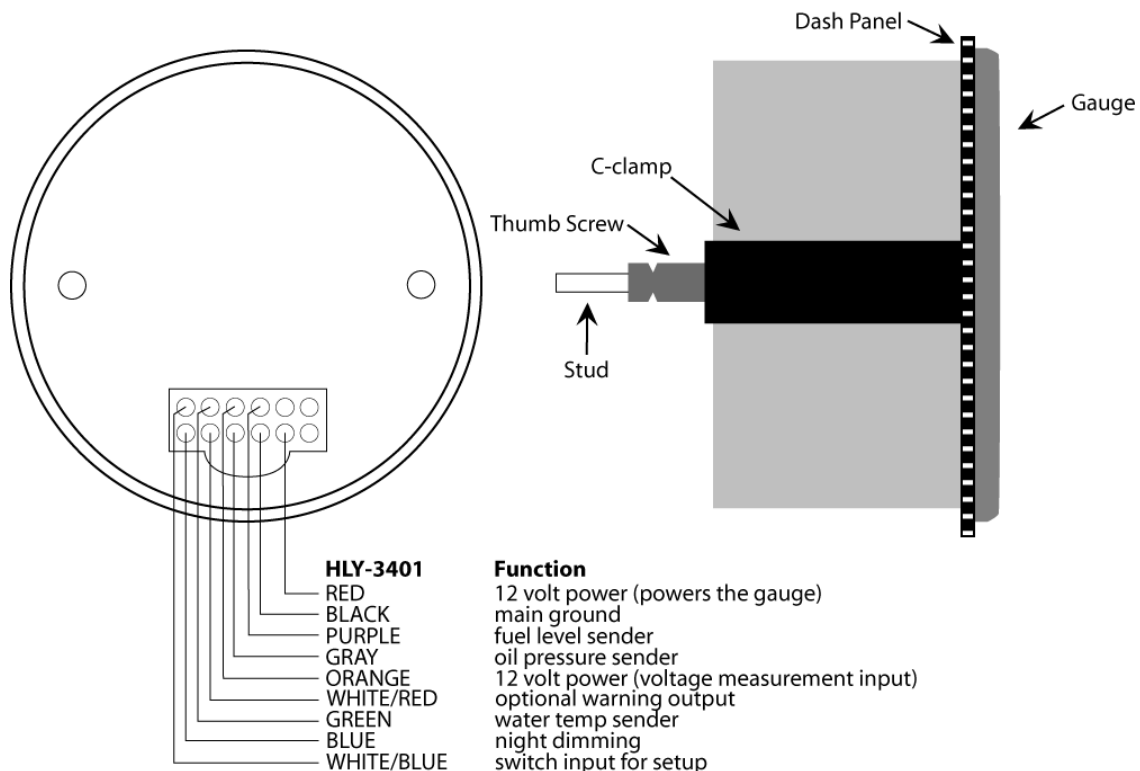 Dash Panel
Gauge
C-clamp
Thumb Screw
Stud
HLY-3401 Function
RED 12 volt power (powers the gauge)
BLACK main ground
PURPLE fuel level sender
GRAY oil pressure sender
ORANGE 12 volt power (voltage measurement input)
WHITE/RED optional warning output
GREEN water temp sender
BLUE night dimming
WHITE/BLUE switch input for setup